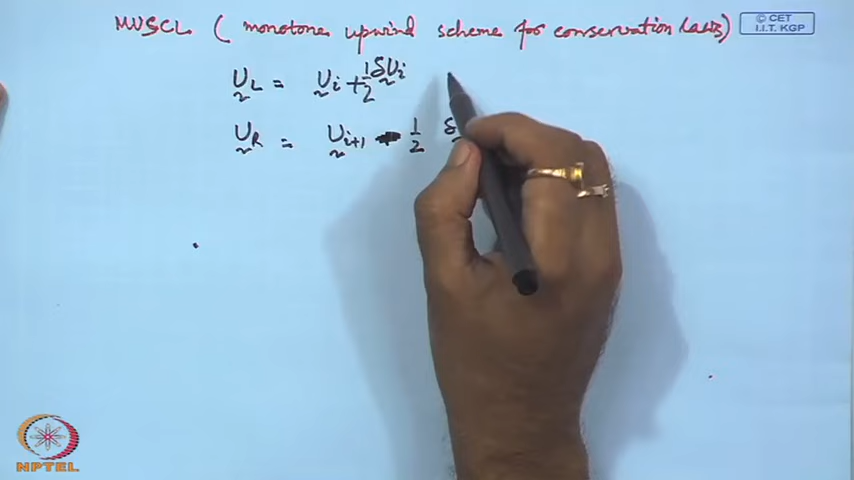 MUSCL ( monotone upwind scheme for conservation laws)
© CET
I.I.T. KGP
U_L = U_i + 1/2 δU_i
U_R = U_i+1 - 1/2 δ
NPTEL